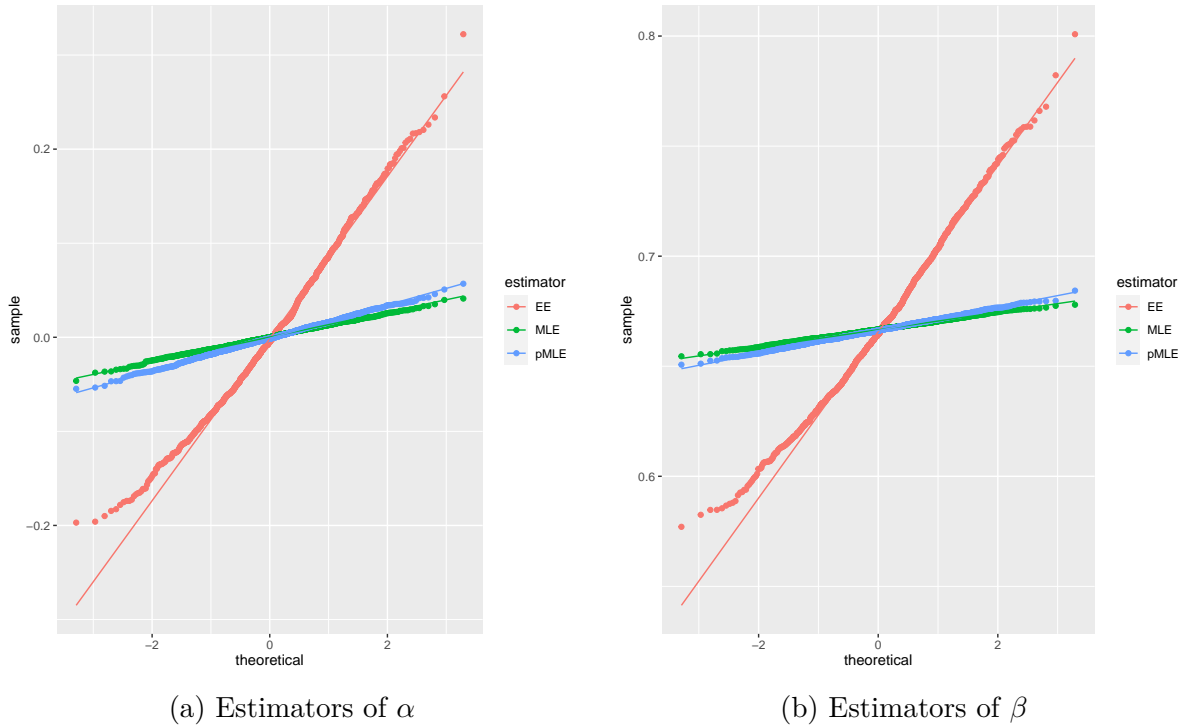 0.2
0.0
−0.2
sample
−2
0
2
theoretical
estimator
EE
MLE
pMLE
(a) Estimators of α
0.8
0.7
0.6
sample
−2
0
2
theoretical
estimator
EE
MLE
pMLE
(b) Estimators of β